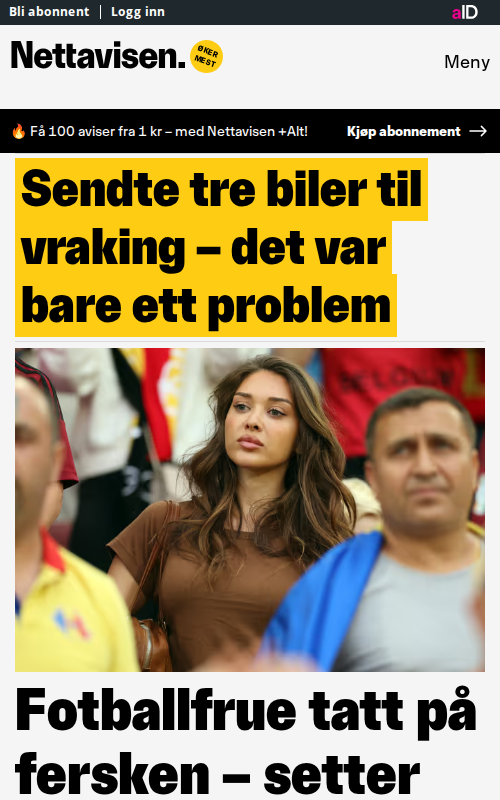 Bli abonnent | Logg inn
aID
Nettavisen.
ØKER
MEST
Meny
🔥 Få 100 aviser fra 1 kr – med Nettavisen +Alt!
Kjøp abonnement →
Sendte tre biler til
vraking – det var
bare ett problem
Fotballfrue tatt på
fersken – setter